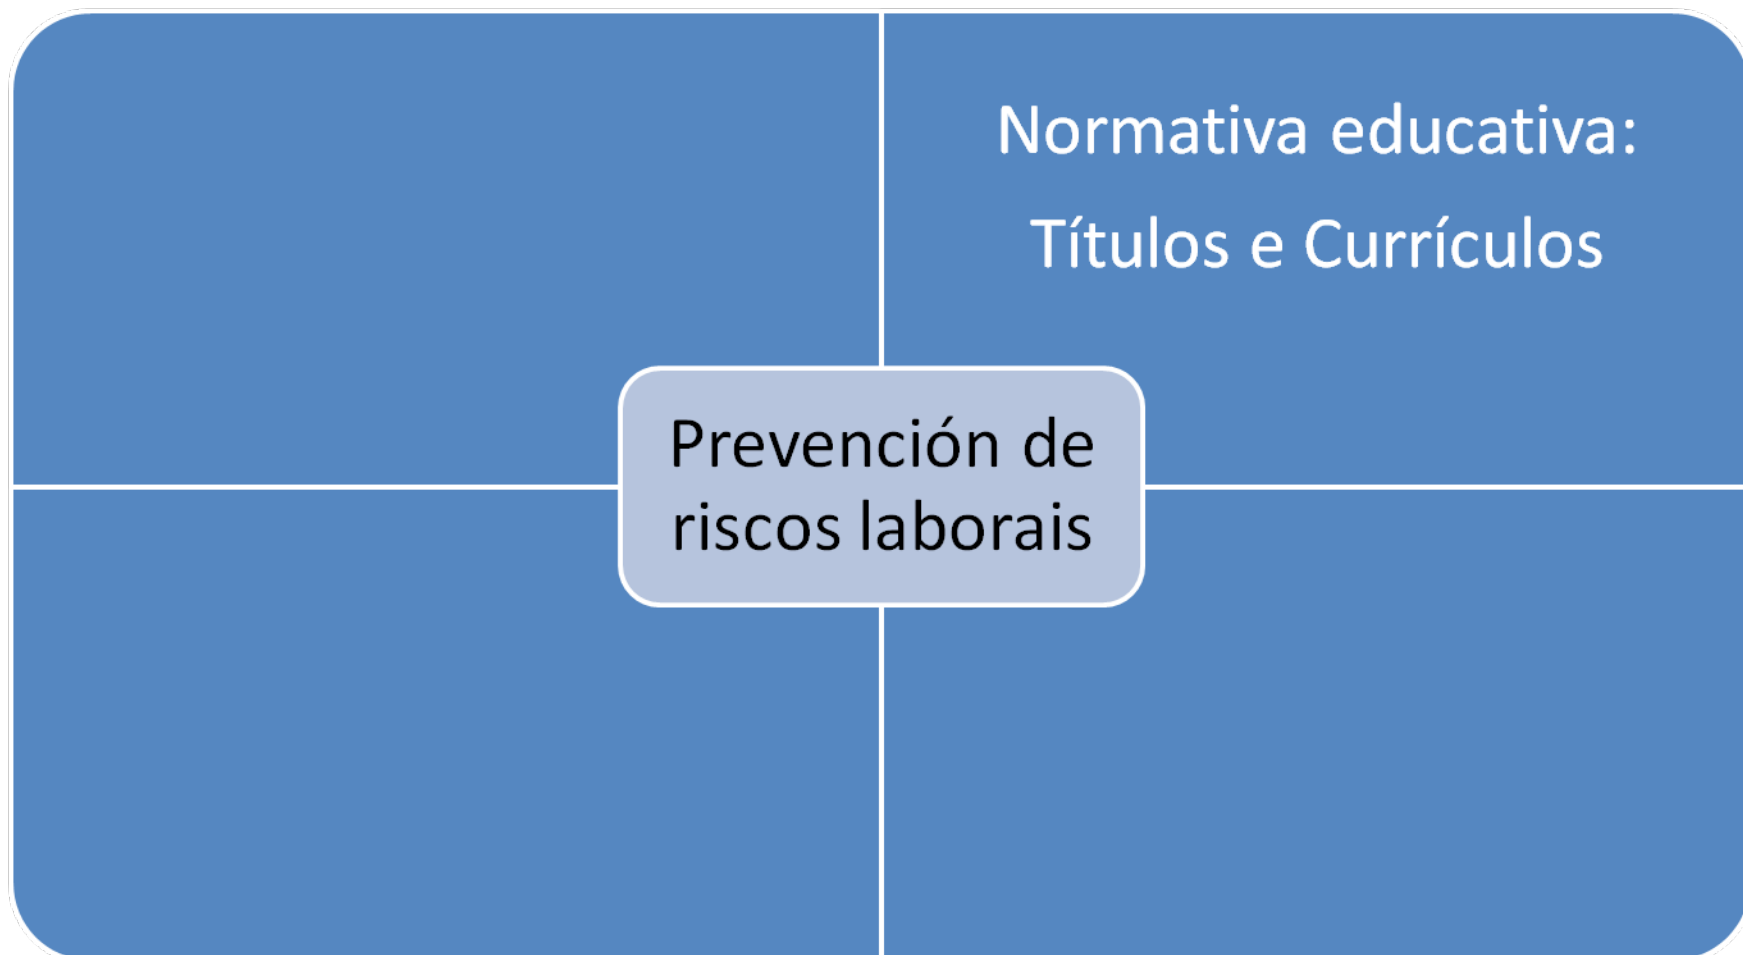 Normativa educativa:
Títulos e Currículos
Prevención de
riscos laborais